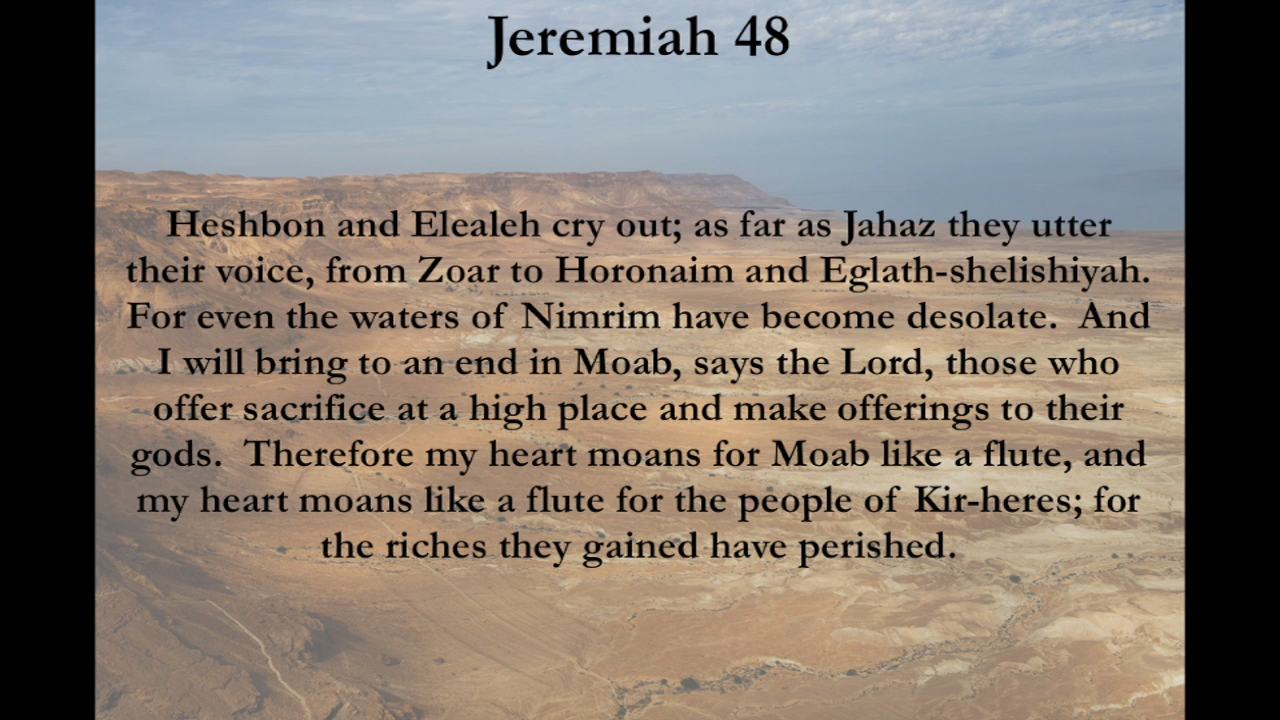 Jeremiah 48
Heshbon and Elealeh cry out; as far as Jahaz they utter
their voice, from Zoar to Horonaim and Eglath-shelishiyah.
For even the waters of Nimrim have become desolate.  And
I will bring to an end in Moab, says the Lord, those who
offer sacrifice at a high place and make offerings to their
gods.  Therefore my heart moans for Moab like a flute, and
my heart moans like a flute for the people of Kir-heres; for
the riches they gained have perished.